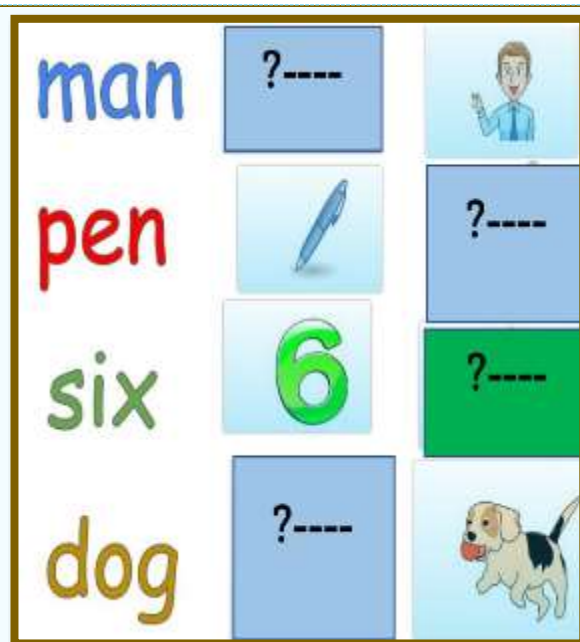 man ?----
pen ?----
six 6 ?----
dog ?----